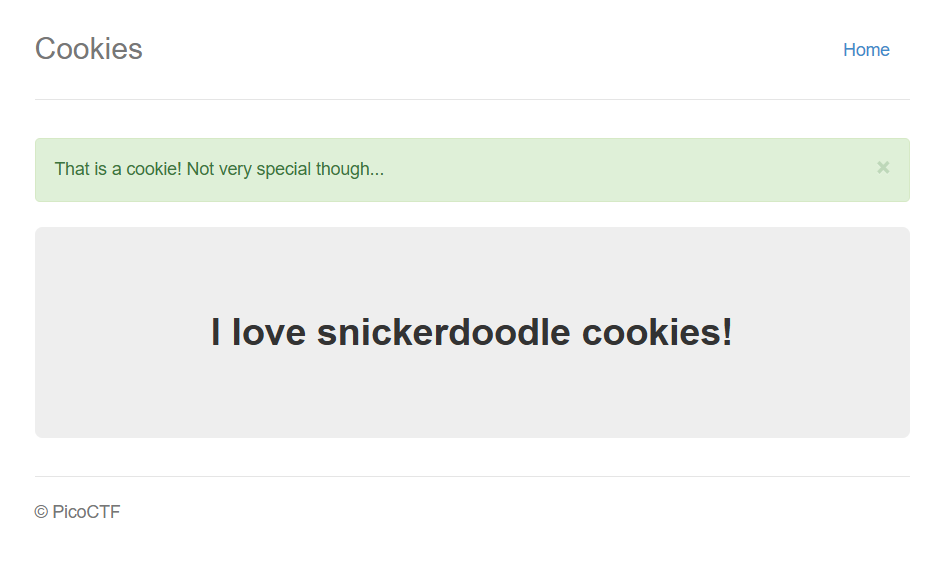 Cookies
Home
That is a cookie! Not very special though...
×
I love snickerdoodle cookies!
© PicoCTF